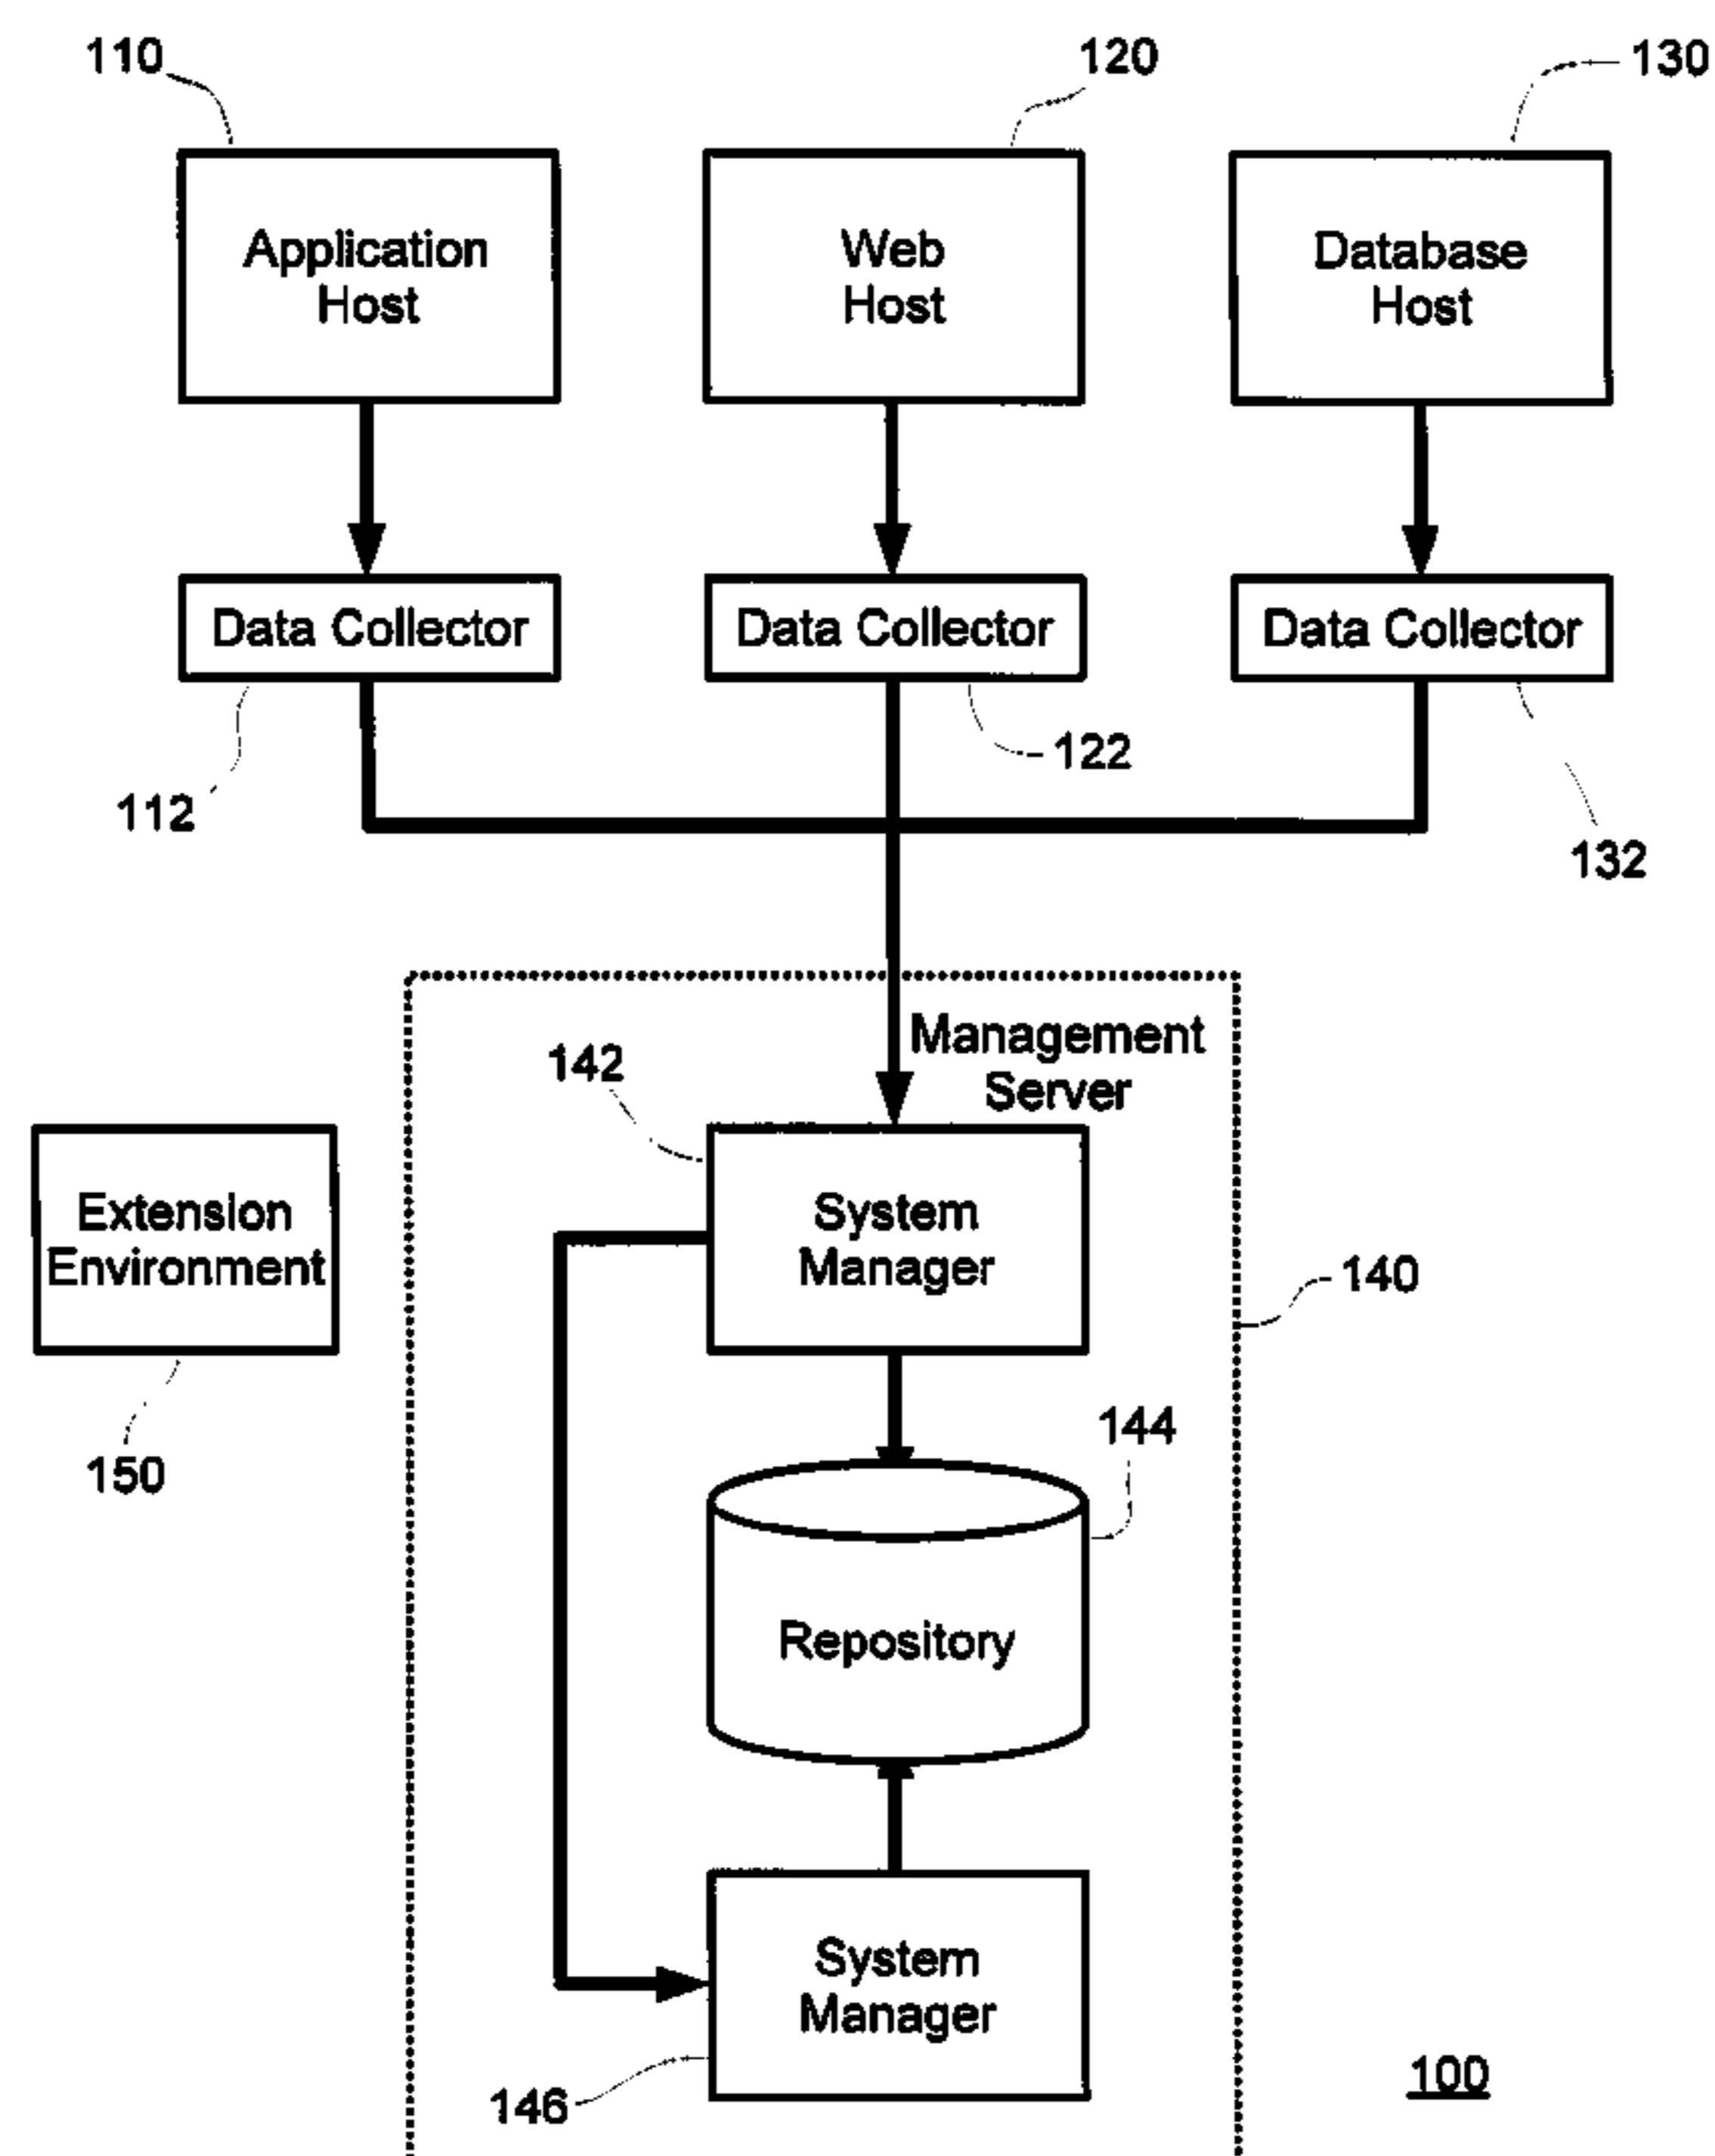 110
120
130
Application
Host
Web
Host
Database
Host
Data Collector
Data Collector
Data Collector
112
122
132
Management
Server
142
System
Manager
Extension
Environment
140
150
144
Repository
System
Manager
146
100